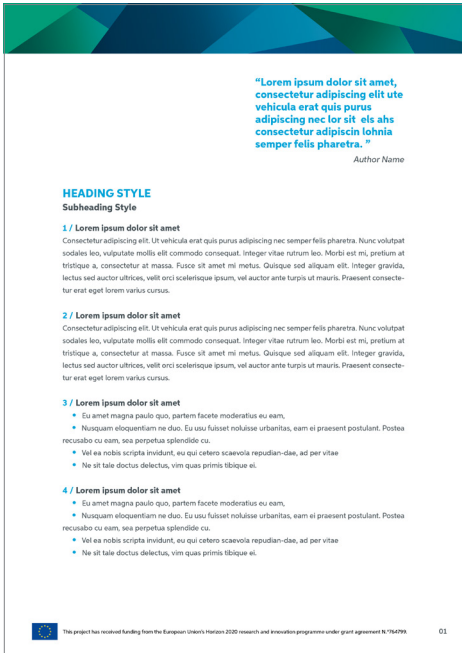 “Lorem ipsum dolor sit amet,
consectetur adipiscing elit ute
vehicula erat quis purus
adipiscing nec lor sit els ahs
consectetur adipiscin lohnia
semper felis pharetra. ”
Author Name
HEADING STYLE
Subheading Style
1 / Lorem ipsum dolor sit amet
Consectetur adipiscing elit. Ut vehicula erat quis purus adipiscing nec semper felis pharetra. Nunc volutpat
sodales leo, vulputate mollis elit commodo consequat. Integer vitae rutrum leo. Morbi est mi, pretium at
tristique a, consectetur at massa. Fusce sit amet mi metus. Quisque sed aliquam elit. Integer gravida,
lectus sed auctor ultrices, velit orci scelerisque ipsum, vel auctor ante turpis ut mauris. Praesent consecte-
tur erat eget lorem varius cursus.
2 / Lorem ipsum dolor sit amet
Consectetur adipiscing elit. Ut vehicula erat quis purus adipiscing nec semper felis pharetra. Nunc volutpat
sodales leo, vulputate mollis elit commodo consequat. Integer vitae rutrum leo. Morbi est mi, pretium at
tristique a, consectetur at massa. Fusce sit amet mi metus. Quisque sed aliquam elit. Integer gravida,
lectus sed auctor ultrices, velit orci scelerisque ipsum, vel auctor ante turpis ut mauris. Praesent consecte-
tur erat eget lorem varius cursus.
3 / Lorem ipsum dolor sit amet
• Eu amet magna paulo quo, partem facete moderatius eu eam,
• Nusquam eloquentiam ne duo. Eu usu fuisset noluisse urbanitas, eam ei praesent postulant. Postea
recusabo cu eam, sea perpetua splendide cu.
• Vel ea nobis scripta invidunt, eu qui cetero scaevola repudian-dae, ad per vitae
• Ne sit tale doctus delectus, vim quas primis tibique ei.
4 / Lorem ipsum dolor sit amet
• Eu amet magna paulo quo, partem facete moderatius eu eam,
• Nusquam eloquentiam ne duo. Eu usu fuisset noluisse urbanitas, eam ei praesent postulant. Postea
recusabo cu eam, sea perpetua splendide cu.
• Vel ea nobis scripta invidunt, eu qui cetero scaevola repudian-dae, ad per vitae
• Ne sit tale doctus delectus, vim quas primis tibique ei.
This project has received funding from the European Union's Horizon 2020 research and innovation programme under grant agreement N.°764799. 01